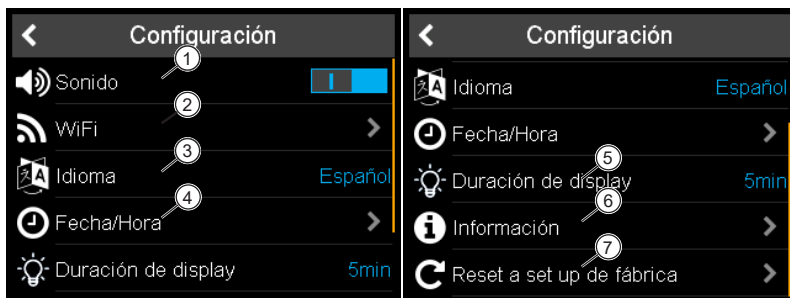 Configuración
1
Sonido
2
WiFi
3
Idioma Español
4
Fecha/Hora
Duración de display 5min
Configuración
Idioma Español
Fecha/Hora
5
Duración de display 5min
6
Información
7
Reset a set up de fábrica